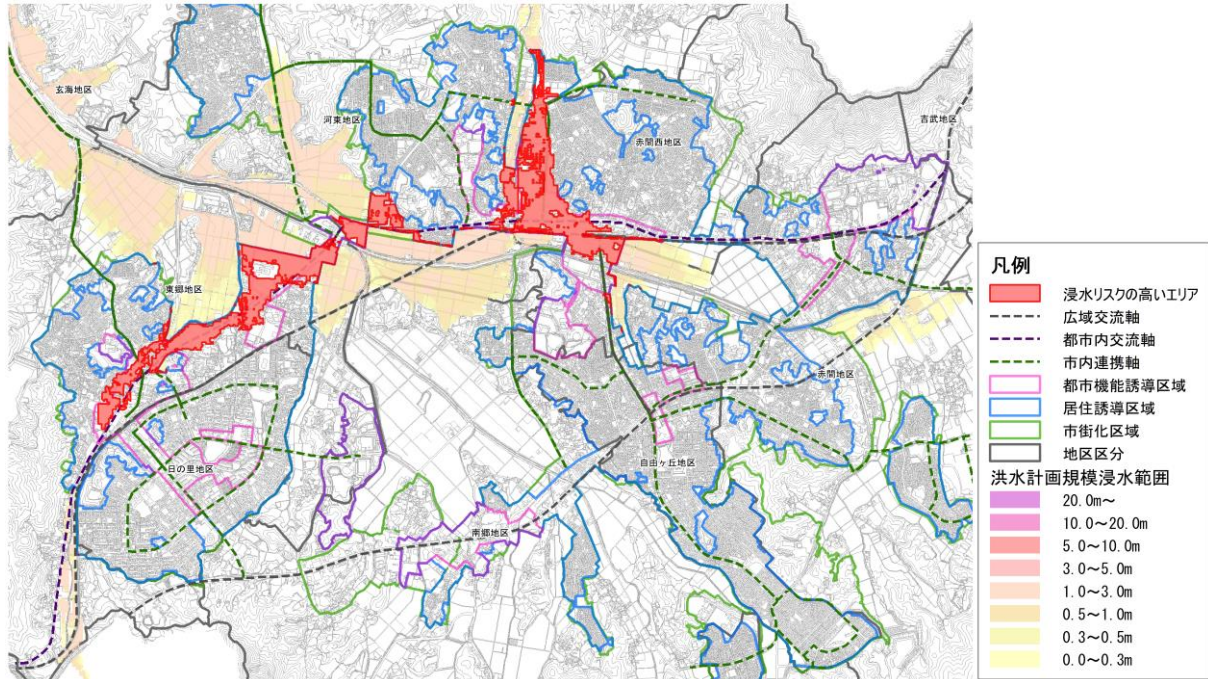 玄海地区
河東地区
赤間西地区
吉武地区
東郷地区
赤間地区
日の里地区
自由ヶ丘地区
南郷地区
凡例
浸水リスクの高いエリア
広域交流軸
都市内交流軸
市内連携軸
都市機能誘導区域
居住誘導区域
市街化区域
地区区分
洪水計画規模浸水範囲
20.0m～
10.0～20.0m
5.0～10.0m
3.0～5.0m
1.0～3.0m
0.5～1.0m
0.3～0.5m
0.0～0.3m